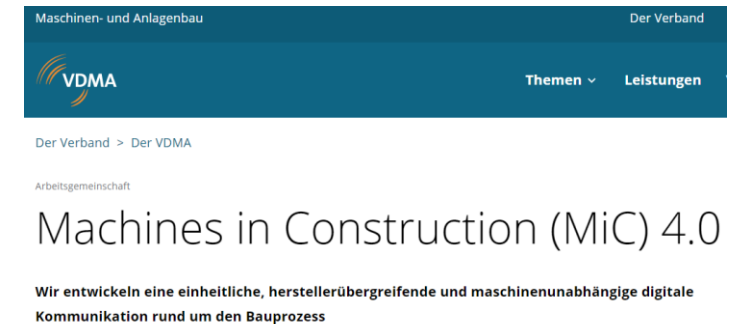 Maschinen- und Anlagenbau Der Verband
VDMA Themen Leistungen
Der Verband > Der VDMA
Arbeitsgemeinschaft
Machines in Construction (MiC) 4.0
Wir entwickeln eine einheitliche, herstellerübergreifende und maschinenunabhängige digitale
Kommunikation rund um den Bauprozess